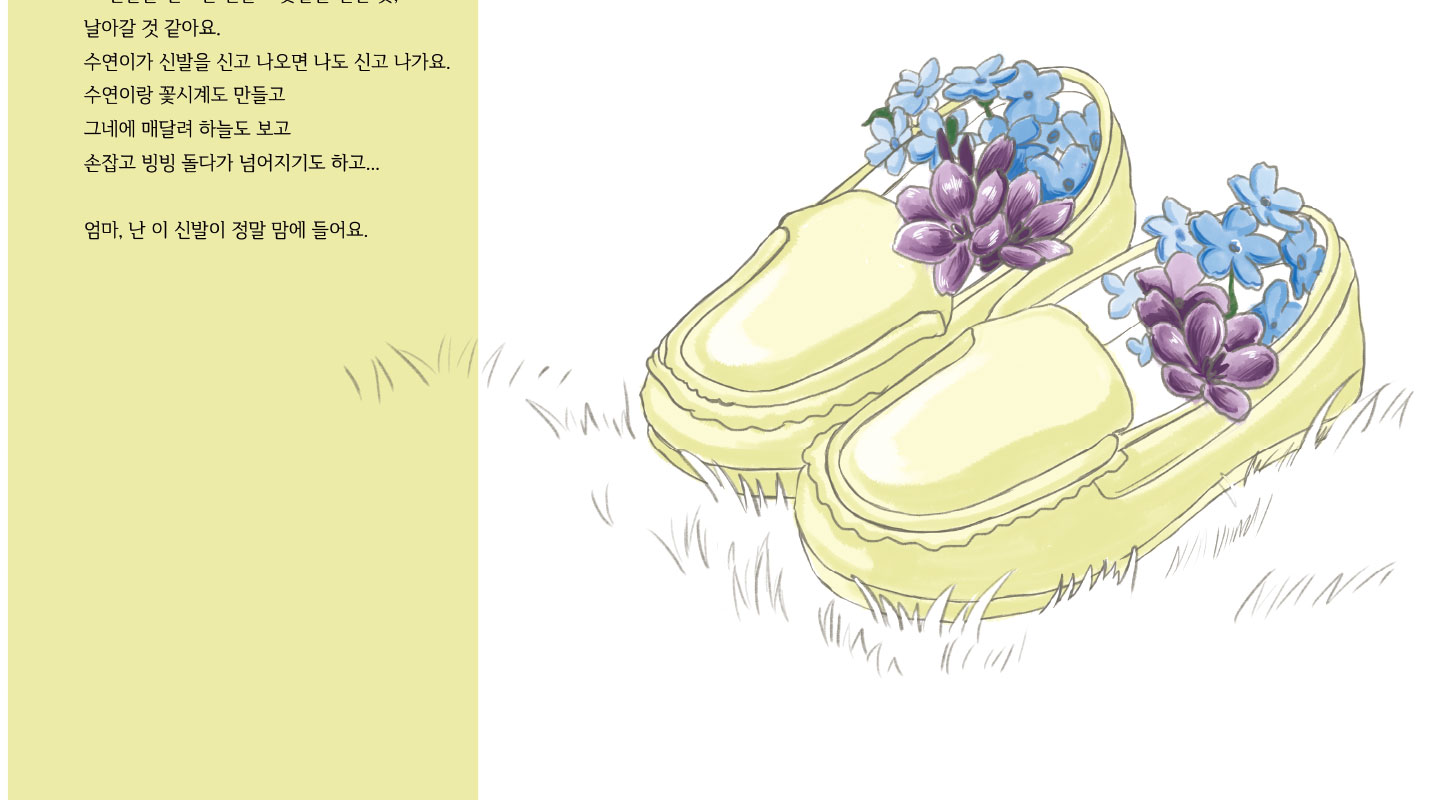 날아갈 것 같아요.
수연이가 신발을 신고 나오면 나도 신고 나가요.
수연이랑 꽃시계도 만들고
그네에 매달려 하늘도 보고
손잡고 빙빙 돌다가 넘어지기도 하고...
엄마, 난 이 신발이 정말 맘에 들어요.